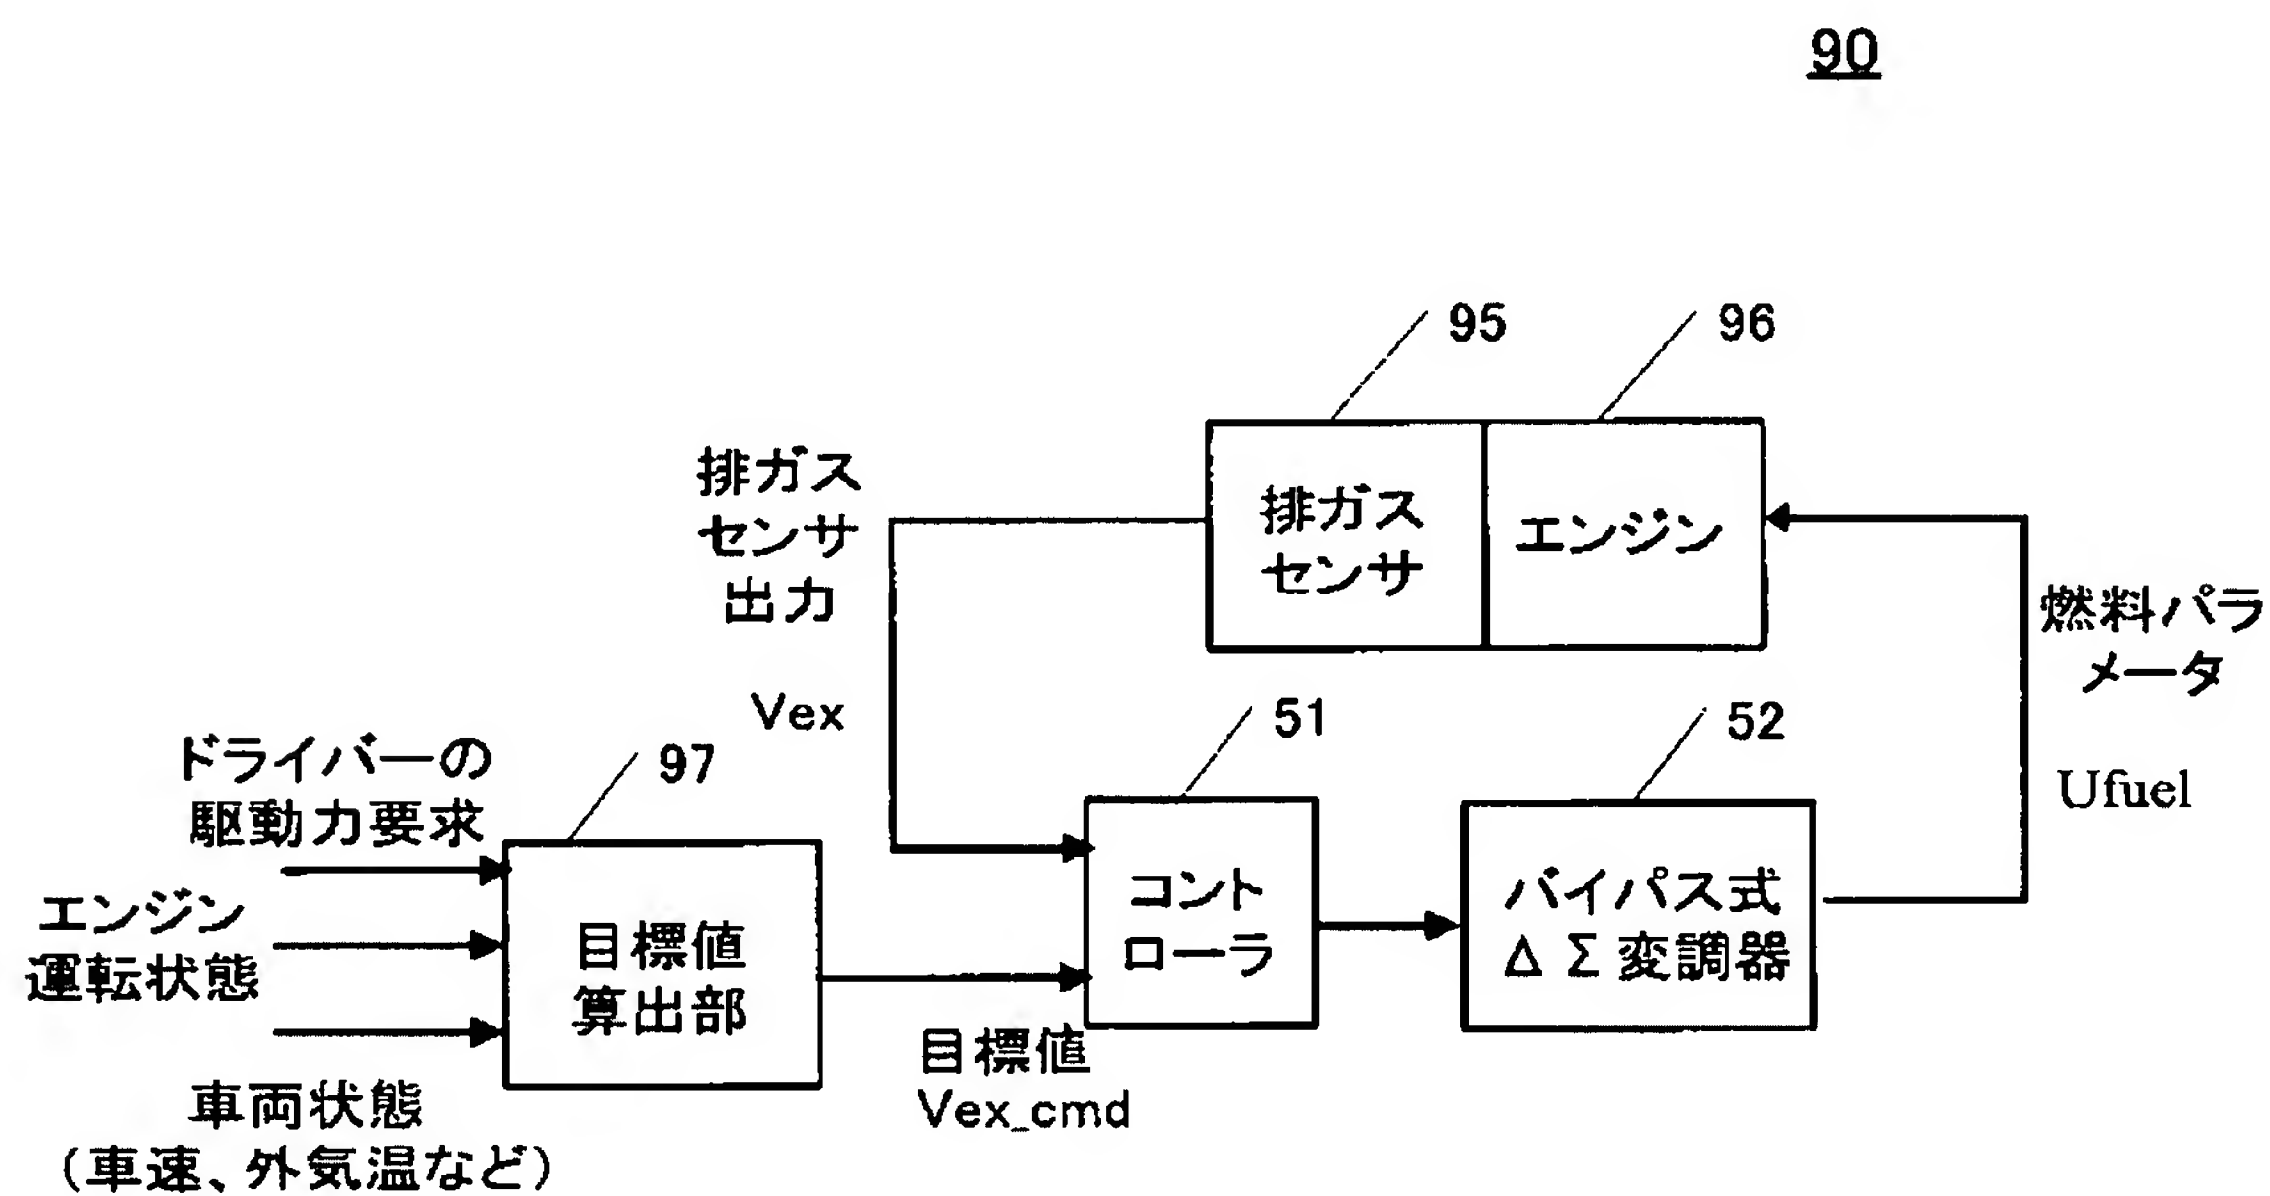 90
95
96
排ガス
センサ
出力
排ガス
センサ
エンジン
燃料パラ
メータ
Vex
51
52
Ufuel
ドライバーの
駆動力要求
97
エンジン
運転状態
目標値
算出部
コント
ローラ
バイパス式
ΔΣ変調器
目標値
Vex_cmd
車両状態
(車速、外気温など)